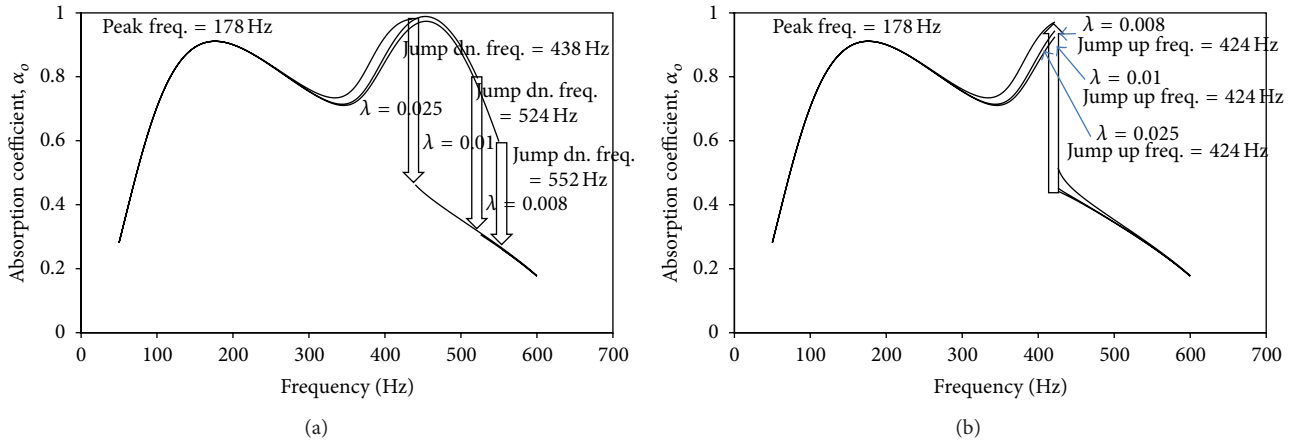 1
0.8
0.6
0.4
0.2
0
0
100
200
300
400
500
600
700
Absorption coefficient, αo
Frequency (Hz)
Peak freq. = 178 Hz
Jump dn. freq. = 438 Hz
λ = 0.025
Jump dn. freq.
= 524 Hz
λ = 0.01
Jump dn. freq.
= 552 Hz
λ = 0.008
(a)
1
0.8
0.6
0.4
0.2
0
0
100
200
300
400
500
600
700
Absorption coefficient, αo
Frequency (Hz)
Peak freq. = 178 Hz
λ = 0.008
Jump up freq. = 424 Hz
λ = 0.01
Jump up freq. = 424 Hz
λ = 0.025
Jump up freq. = 424 Hz
(b)